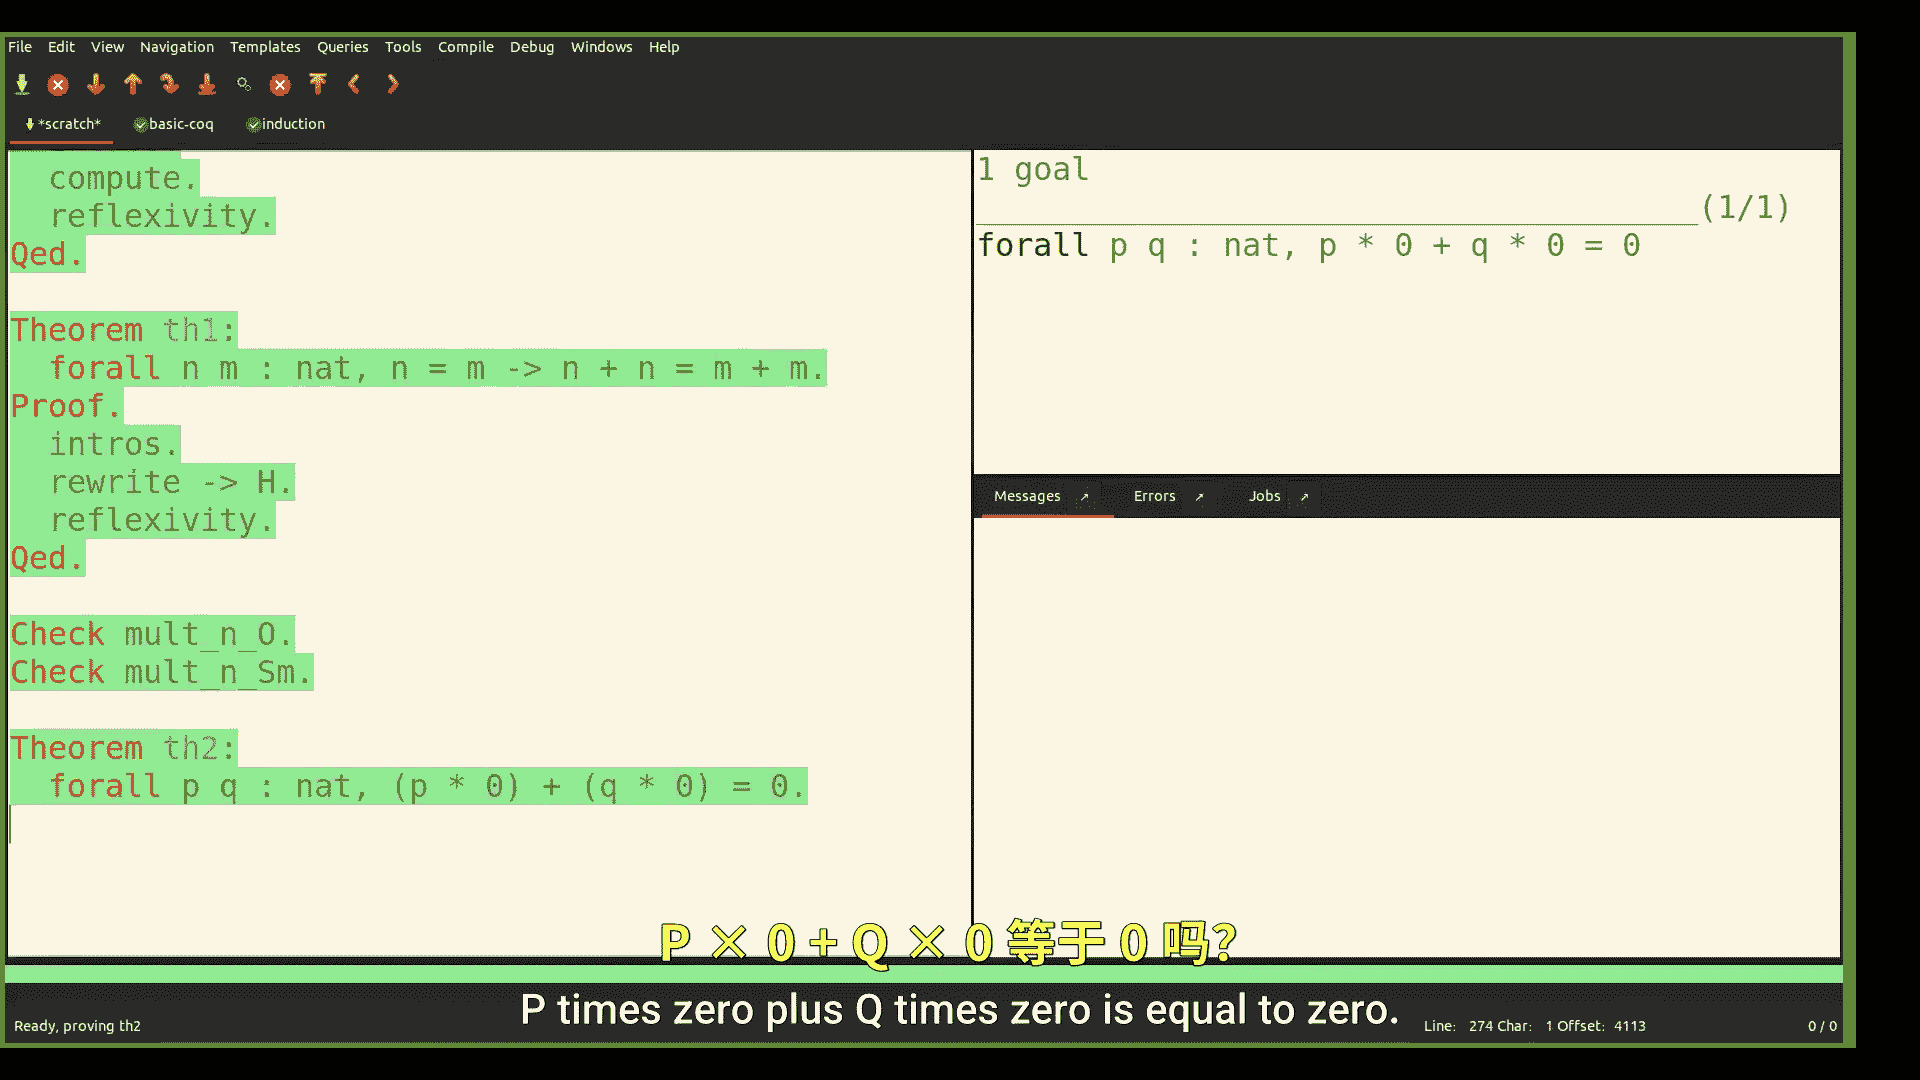 File Edit View Navigation Templates Queries Tools Compile Debug Windows Help
*scratch* basic-coq induction
compute.
reflexivity.
Qed.
Theorem th1:
forall n m : nat, n = m -> n + n = m + m.
Proof.
intros.
rewrite -> H.
reflexivity.
Qed.
Check mult_n_O.
Check mult_n_Sm.
Theorem th2:
forall p q : nat, (p * 0) + (q * 0) = 0.
1 goal
(1/1)
forall p q : nat, p * 0 + q * 0 = 0
Messages Errors Jobs
P × 0 + Q × 0 等于 0 吗?
P times zero plus Q times zero is equal to zero.
Ready, proving th2
Line: 274 Char: 1 Offset: 4113
0 / 0